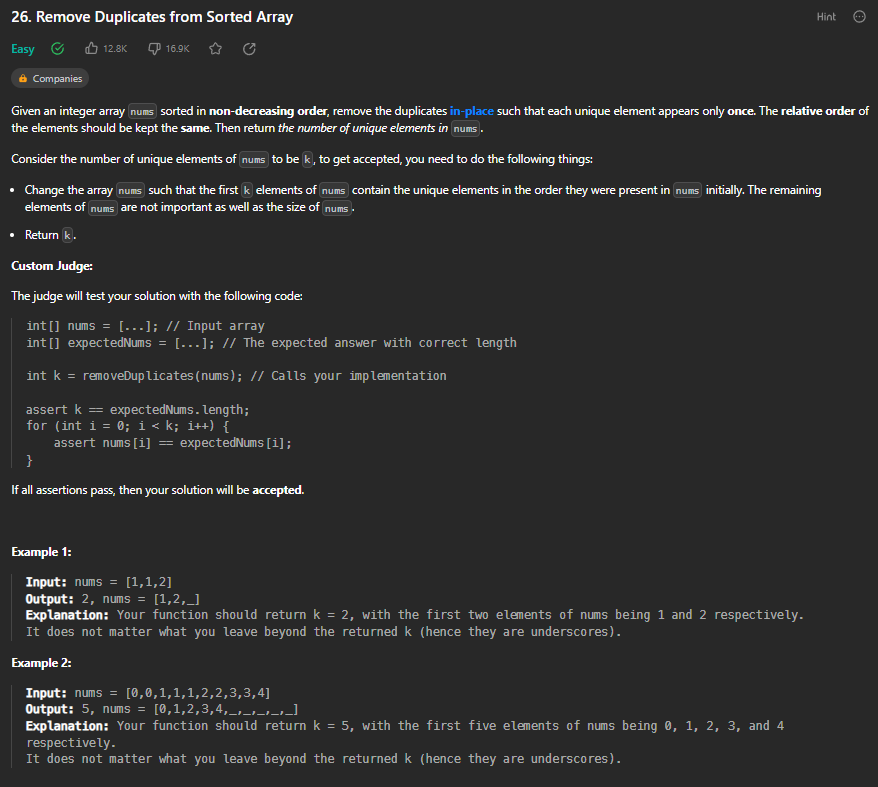 26. Remove Duplicates from Sorted Array
Hint
Easy 12.8K 16.9K
Companies
Given an integer array nums sorted in non-decreasing order, remove the duplicates in-place such that each unique element appears only once. The relative order of
the elements should be kept the same. Then return the number of unique elements in nums.
Consider the number of unique elements of nums to be k, to get accepted, you need to do the following things:
• Change the array nums such that the first k elements of nums contain the unique elements in the order they were present in nums initially. The remaining
elements of nums are not important as well as the size of nums.
• Return k.
Custom Judge:
The judge will test your solution with the following code:
int[] nums = [...]; // Input array
int[] expectedNums = [...]; // The expected answer with correct length
int k = removeDuplicates(nums); // Calls your implementation
assert k == expectedNums.length;
for (int i = 0; i < k; i++) {
    assert nums[i] == expectedNums[i];
}
If all assertions pass, then your solution will be accepted.
Example 1:
Input: nums = [1,1,2]
Output: 2, nums = [1,2,_]
Explanation: Your function should return k = 2, with the first two elements of nums being 1 and 2 respectively.
It does not matter what you leave beyond the returned k (hence they are underscores).
Example 2:
Input: nums = [0,0,1,1,1,2,2,3,3,4]
Output: 5, nums = [0,1,2,3,4,_,_,_,_,_]
Explanation: Your function should return k = 5, with the first five elements of nums being 0, 1, 2, 3, and 4
respectively.
It does not matter what you leave beyond the returned k (hence they are underscores).